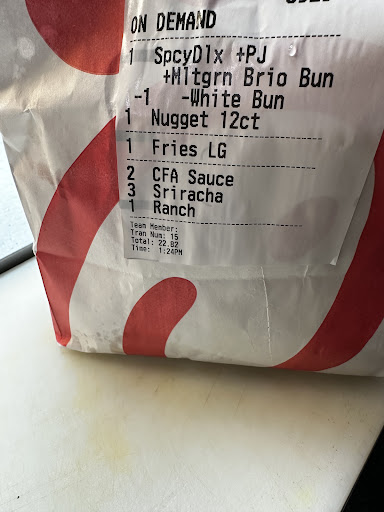 ON DEMAND
1 SpcyDlx +PJ
+Mltgrn Brio Bun
-1 -White Bun
1 Nugget 12ct
1 Fries LG
2 CFA Sauce
3 Sriracha
1 Ranch
Team Member:
Tran Num: 15
Total: 22.82
Time: 1:24PM